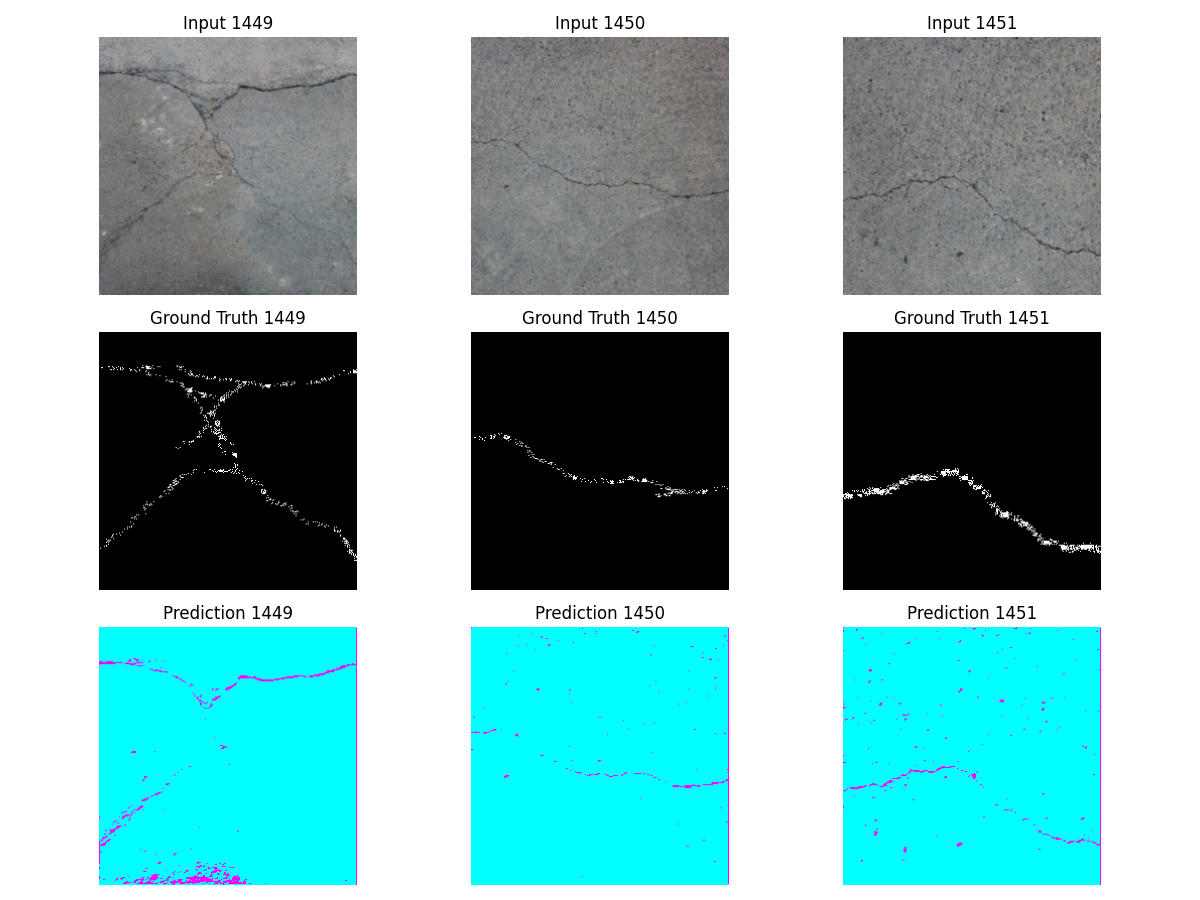 Input 1449
Input 1450
Input 1451
Ground Truth 1449
Ground Truth 1450
Ground Truth 1451
Prediction 1449
Prediction 1450
Prediction 1451